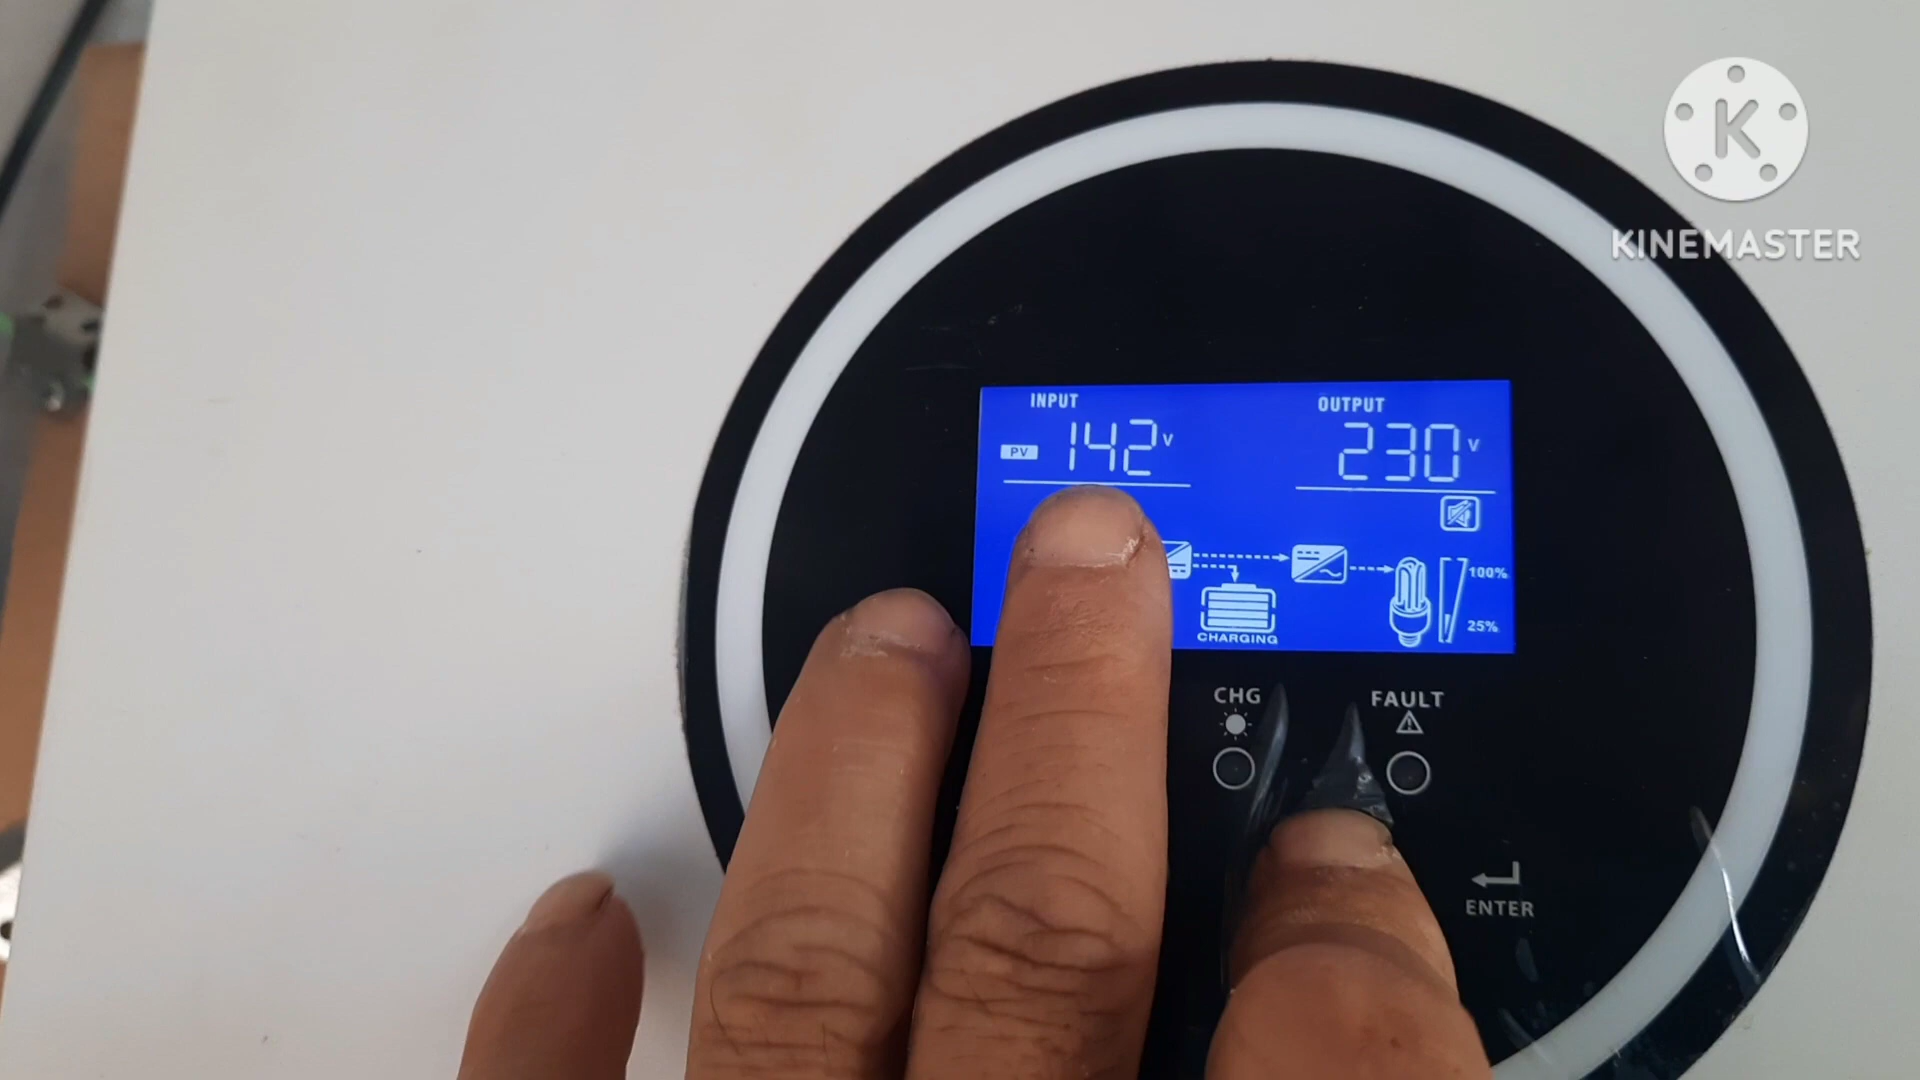 K
KINEMASTER
INPUT
OUTPUT
PV 142V
230V
100%
25%
CHARGING
CHG
FAULT
ENTER